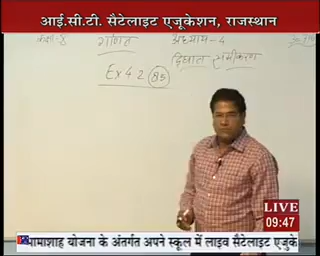 आई.सी.टी. सैटेलाइट एजूकेशन, राजस्थान
गणित अध्याय-4
द्विघात समीकरण
Ex 4.2 83
LIVE
09:47
मामाशाह योजना के अंतर्गत अपने स्कूल में लाइव सैटेलाइट एजुके